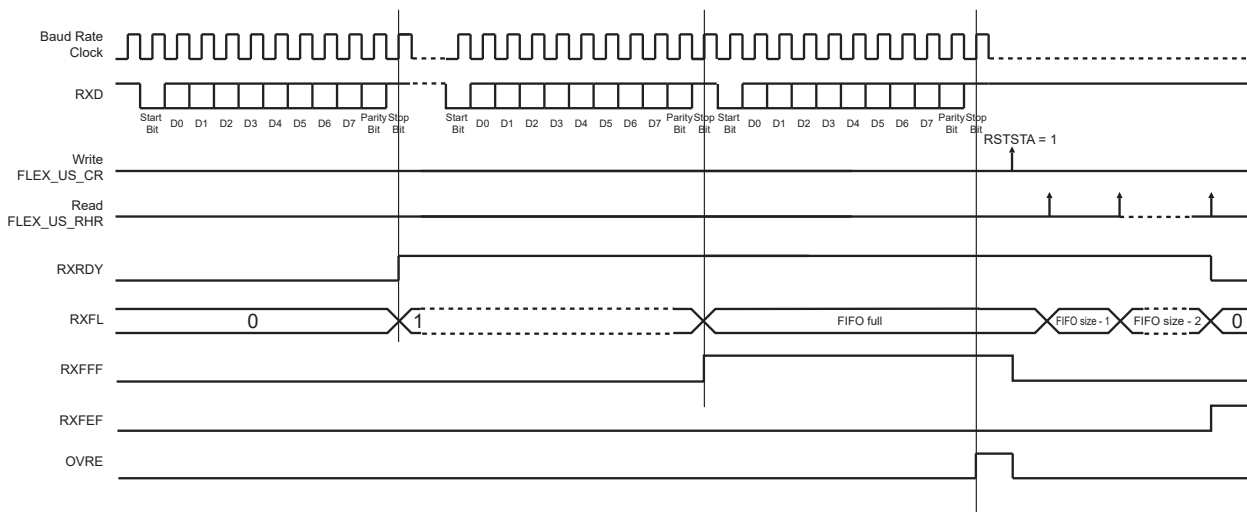 Baud Rate
Clock
RXD
Start
Bit D0 D1 D2 D3 D4 D5 D6 D7 Parity
Bit Stop
Bit Start
Bit D0 D1 D2 D3 D4 D5 D6 D7 Parity
Bit Stop
Bit Start
Bit D0 D1 D2 D3 D4 D5 D6 D7 Parity
Bit Stop
Bit
RSTSTA = 1
Write
FLEX_US_CR
Read
FLEX_US_RHR
RXRDY
RXFL 0 1 FIFO full FIFO size - 1 FIFO size - 2 0
RXFFF
RXFEF
OVRE